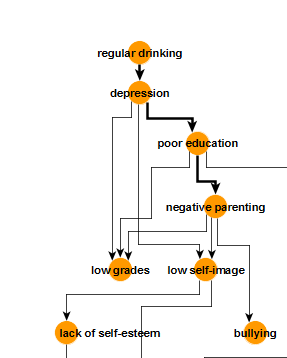 regular drinking
depression
poor education
negative parenting
low grades
low self-image
lack of self-esteem
bullying